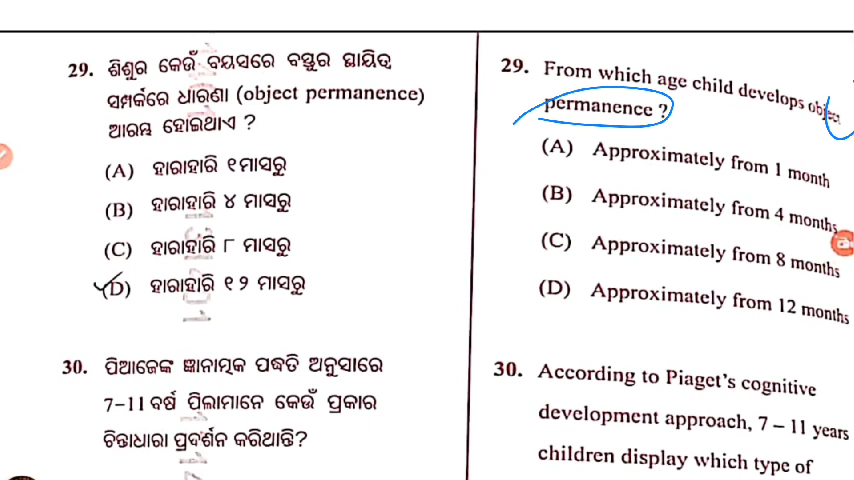 29. ଶିଶୁର କେଉଁ ବୟସରେ ବସ୍ତୁର ସ୍ଥାୟିତ୍ୱ
ସମ୍ପର୍କରେ ଧାରଣା (object permanence)
ଆରମ୍ଭ ହୋଇଥାଏ ?
(A) ହାରାହାରି ୧ମାସରୁ
(B) ହାରାହାରି ୪ ମାସରୁ
(C) ହାରାହାରି ୮ ମାସରୁ
(D) ହାରାହାରି ୧୨ ମାସରୁ
30. ପିଆଜେଙ୍କ ଜ୍ଞାନାତ୍ମକ ପଦ୍ଧତି ଅନୁସାରେ
7–11 ବର୍ଷ ପିଲାମାନେ କେଉଁ ପ୍ରକାର
ଚିନ୍ତାଧାରା ପ୍ରଦର୍ଶନ କରିଥାନ୍ତି?
29. From which age child develops object
permanence ?
(A) Approximately from 1 month
(B) Approximately from 4 months
(C) Approximately from 8 months
(D) Approximately from 12 months
30. According to Piaget's cognitive
development approach, 7 – 11 years
children display which type of